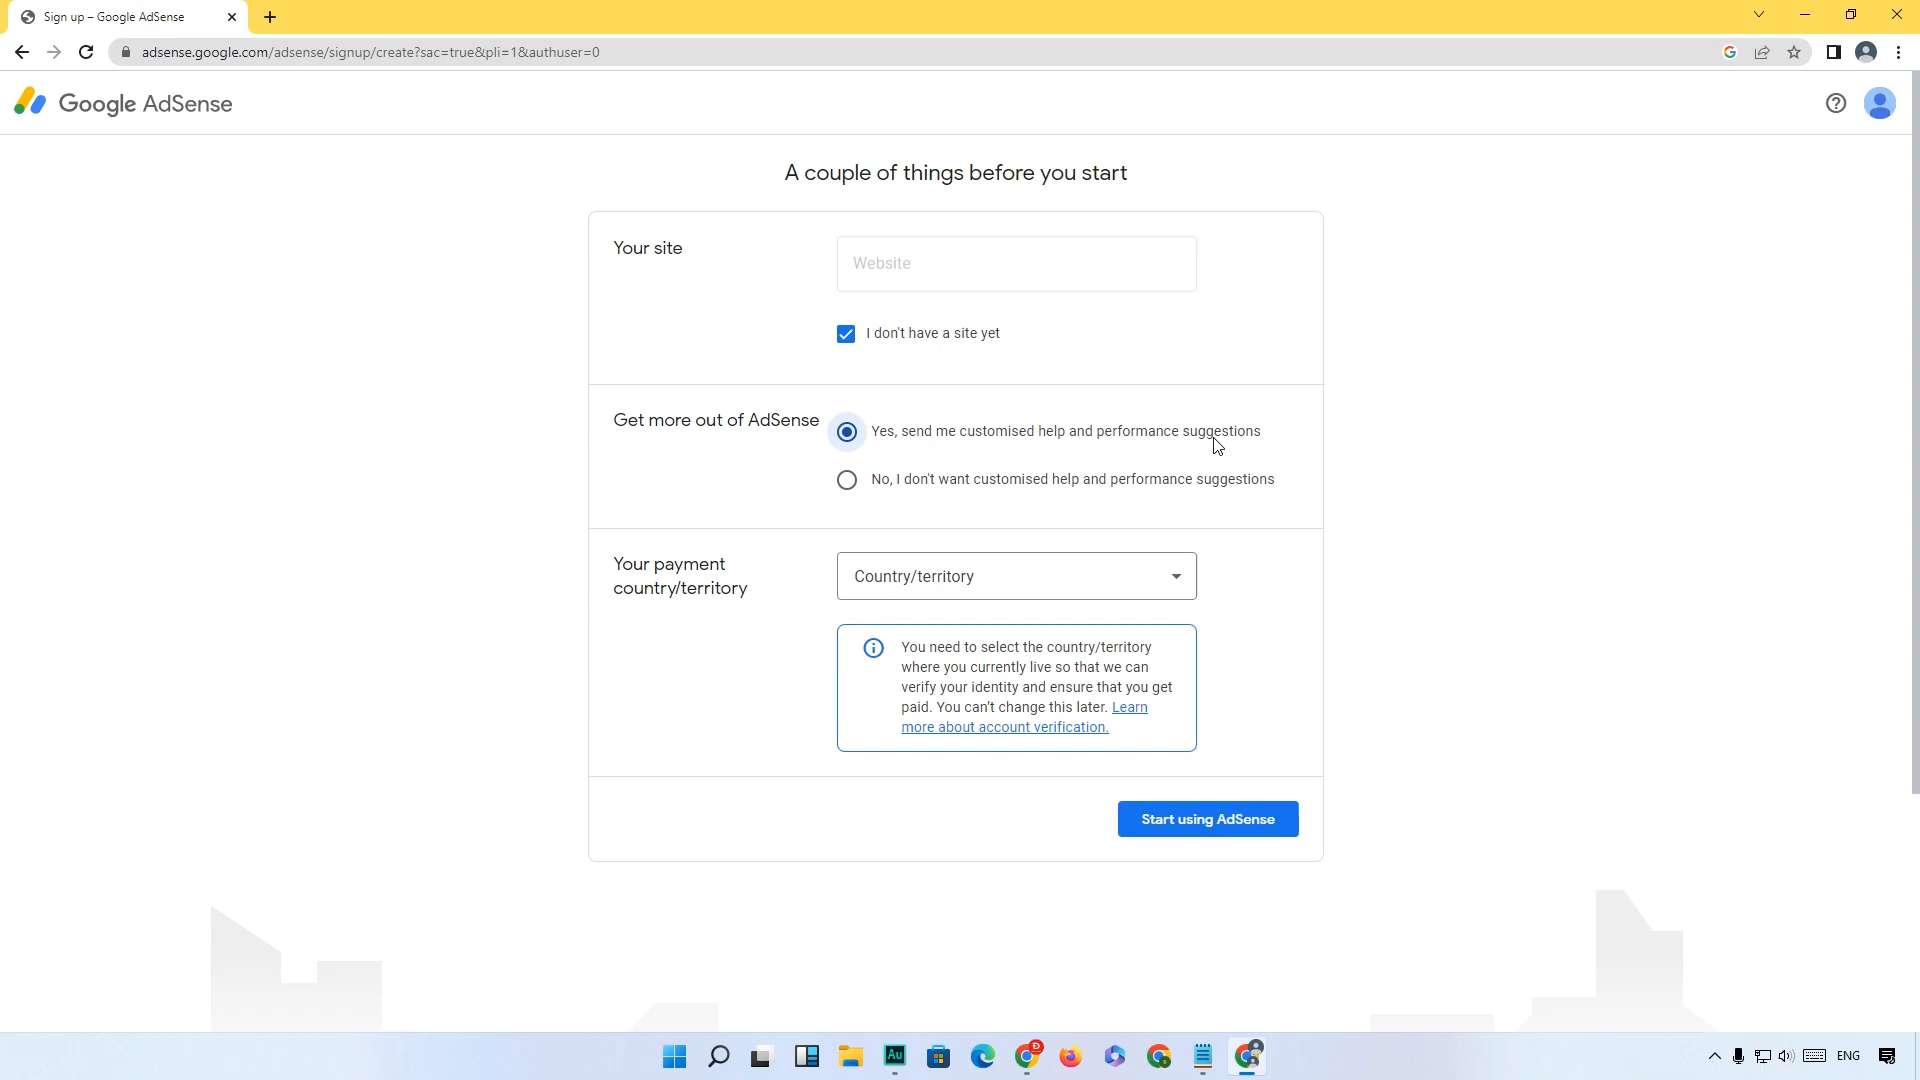 Sign up – Google AdSense
adsense.google.com/adsense/signup/create?sac=true&pli=1&authuser=0
Google AdSense
A couple of things before you start
Your site
Website
I don't have a site yet
Get more out of AdSense
Yes, send me customised help and performance suggestions
No, I don't want customised help and performance suggestions
Your payment
country/territory
Country/territory
You need to select the country/territory
where you currently live so that we can
verify your identity and ensure that you get
paid. You can't change this later. Learn
more about account verification.
Start using AdSense
Au
ENG